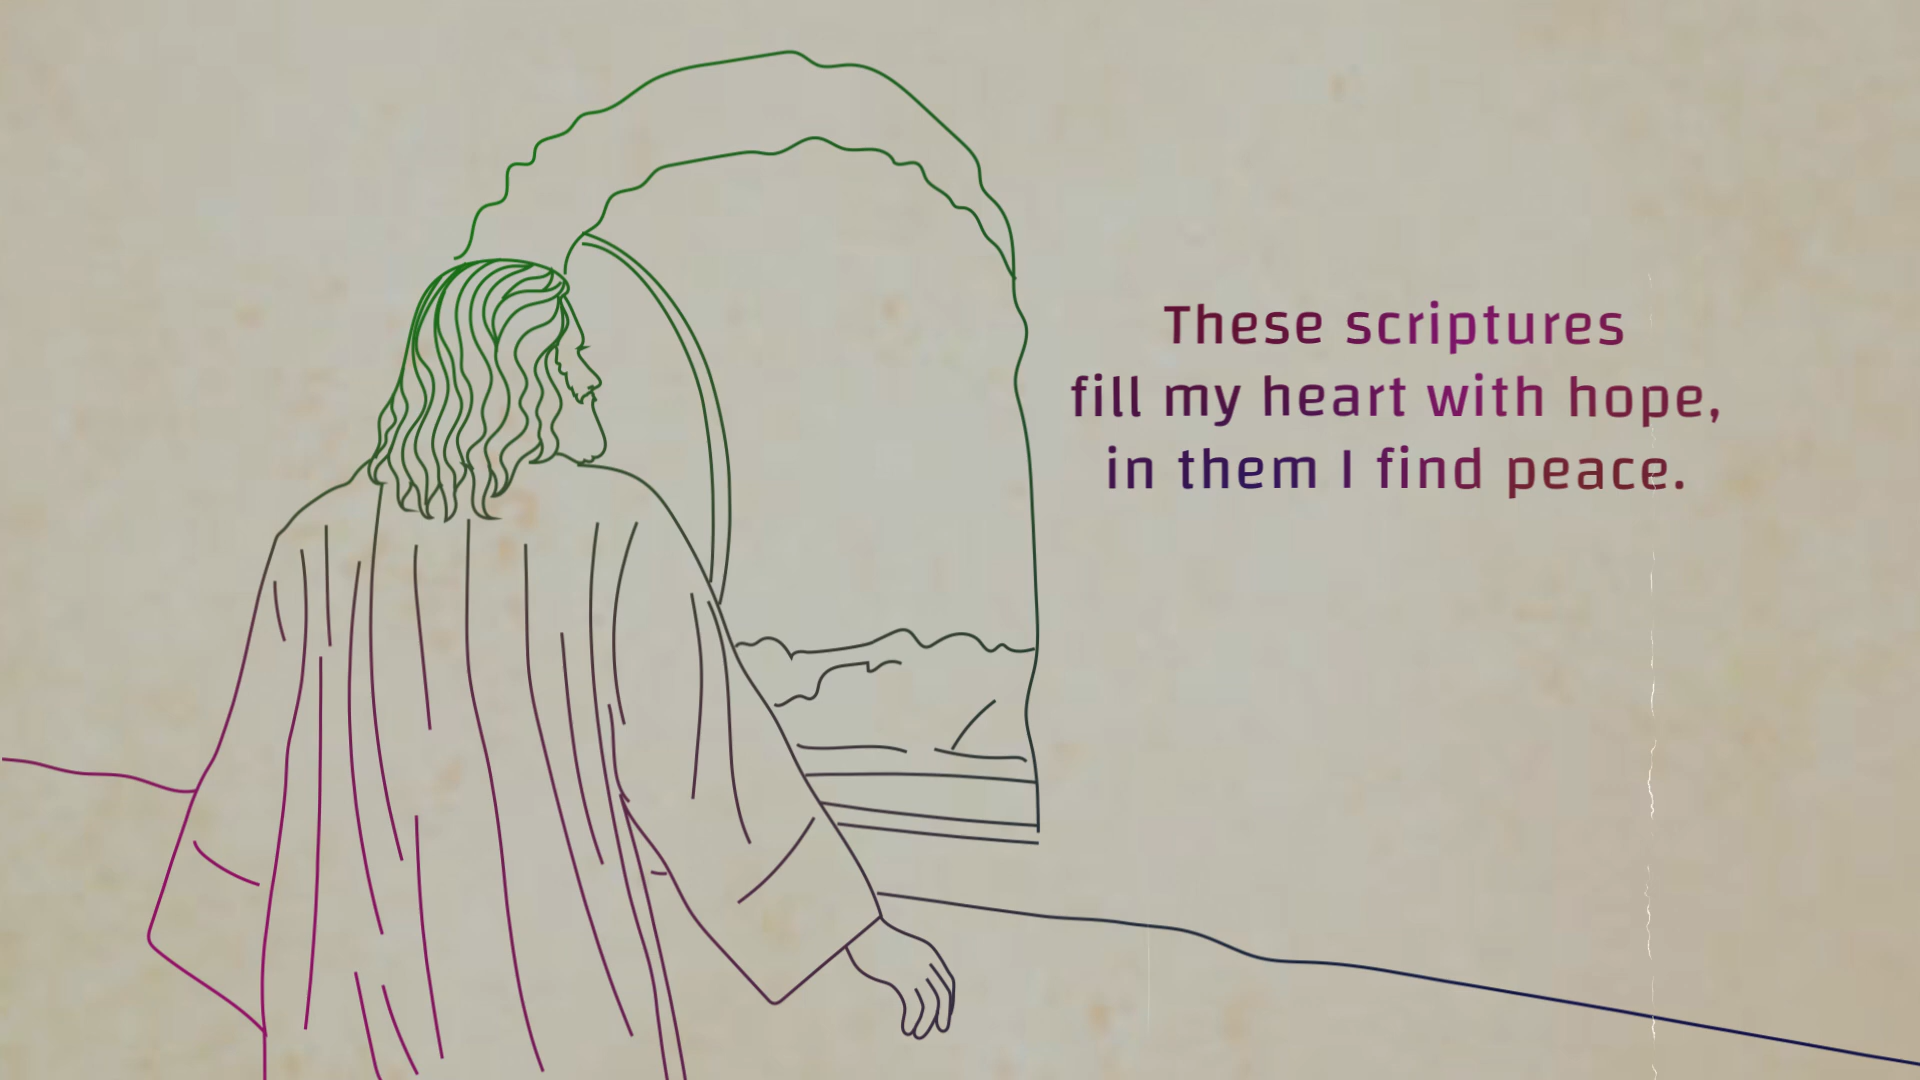 These scriptures
fill my heart with hope,
in them I find peace.